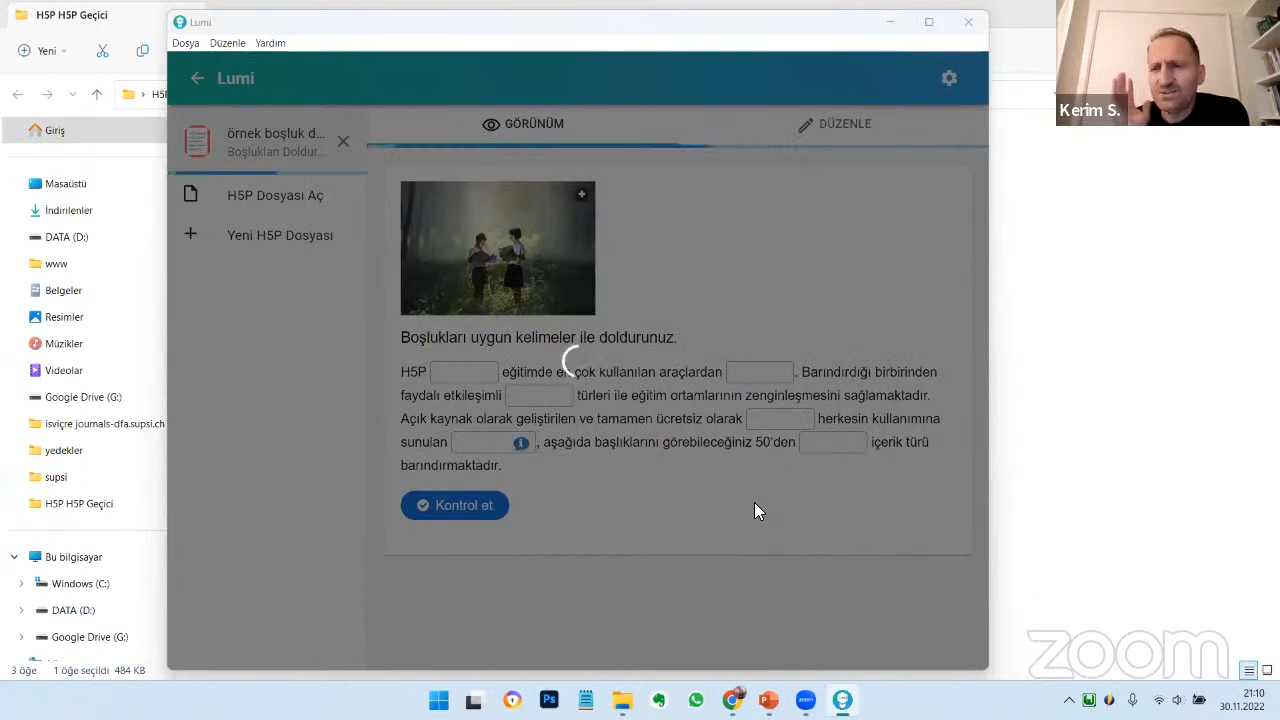 H5P H5P Geçici
Yeni
H5P
Giriş
Masaüstü
İndirilenler
DATA (D:)
www
Belgeler
Resimler
Müzikler
Videolar
Google Drive (G:)
isviçre journals-dfa.supsi.ch
yedekler
supsi
H5P H5P Geçici
Bu bilgisayar
Windows (C:)
DATA (D:)
Google Drive (G:)
3 öğe 1 öğe seçildi 484 KB
Lumi
Dosya Düzenle Yardım
Lumi
örnek boşluk d...
Boşlukları Doldur...
H5P Dosyası Aç
Yeni H5P Dosyası
GÖRÜNÜM
DÜZENLE
Boşlukları uygun kelimeler ile doldurunuz.
H5P eğitimde en çok kullanılan araçlardan . Barındırdığı birbirinden
faydalı etkileşimli türleri ile eğitim ortamlarının zenginleşmesini sağlamaktadır.
Açık kaynak olarak geliştirilen ve tamamen ücretsiz olarak herkesin kullanımına
sunulan , aşağıda başlıklarını görebileceğiniz 50'den içerik türü
barındırmaktadır.
Kontrol et
Kerim S.
zoom
Ps
zoom
21:10
30.11.2022